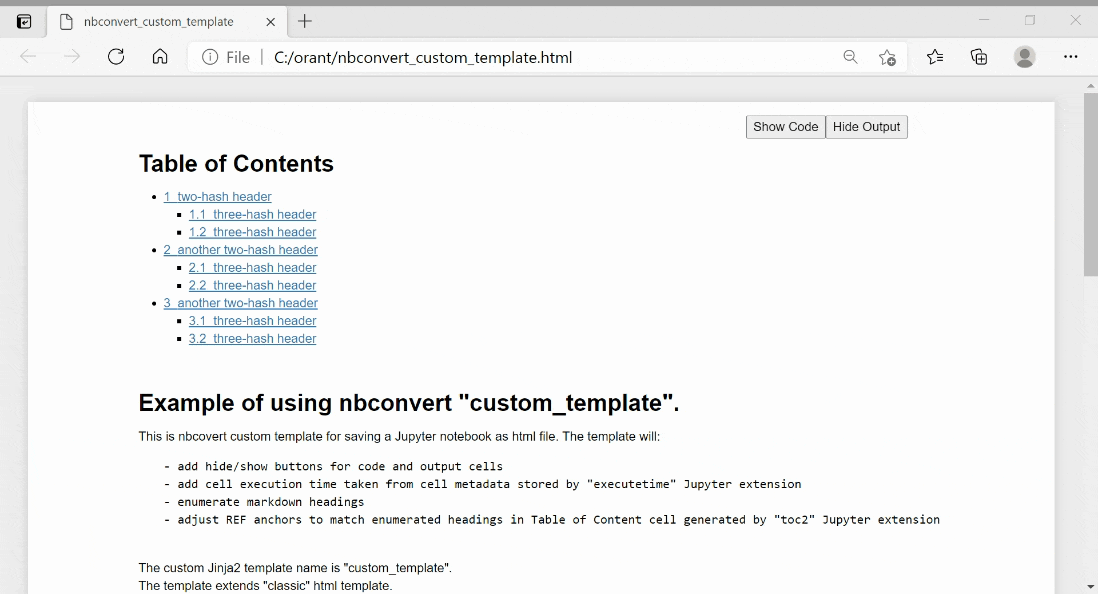 nbconvert_custom_template
File
C:/orant/nbconvert_custom_template.html
Show Code Hide Output
Table of Contents
1 two-hash header
1.1 three-hash header
1.2 three-hash header
2 another two-hash header
2.1 three-hash header
2.2 three-hash header
3 another two-hash header
3.1 three-hash header
3.2 three-hash header
Example of using nbconvert "custom_template".
This is nbcovert custom template for saving a Jupyter notebook as html file. The template will:
- add hide/show buttons for code and output cells
- add cell execution time taken from cell metadata stored by "executetime" Jupyter extension
- enumerate markdown headings
- adjust REF anchors to match enumerated headings in Table of Content cell generated by "toc2" Jupyter extension
The custom Jinja2 template name is "custom_template".
The template extends "classic" html template.